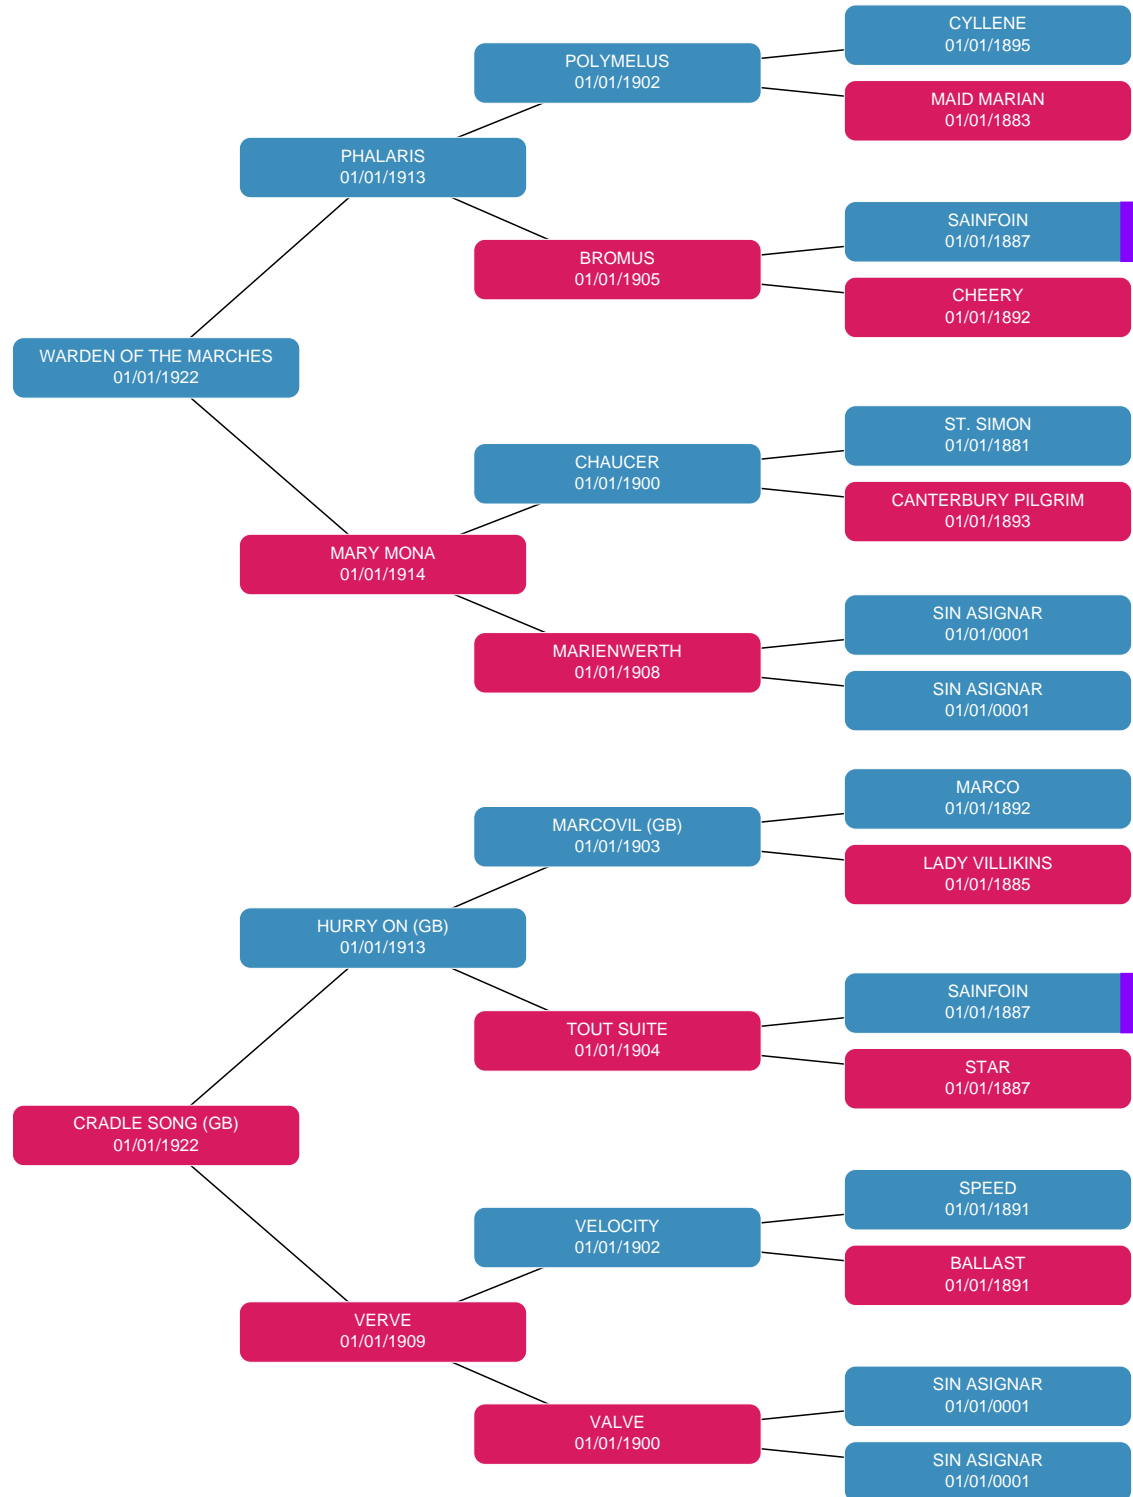 CYLLENE
01/01/1895
POLYMELUS
01/01/1902
MAID MARIAN
01/01/1883
PHALARIS
01/01/1913
SAINFOIN
01/01/1887
BROMUS
01/01/1905
CHEERY
01/01/1892
WARDEN OF THE MARCHES
01/01/1922
ST. SIMON
01/01/1881
CHAUCER
01/01/1900
CANTERBURY PILGRIM
01/01/1893
MARY MONA
01/01/1914
SIN ASIGNAR
01/01/0001
MARIENWERTH
01/01/1908
SIN ASIGNAR
01/01/0001
MARCO
01/01/1892
MARCOVIL (GB)
01/01/1903
LADY VILLIKINS
01/01/1885
HURRY ON (GB)
01/01/1913
SAINFOIN
01/01/1887
TOUT SUITE
01/01/1904
STAR
01/01/1887
CRADLE SONG (GB)
01/01/1922
SPEED
01/01/1891
VELOCITY
01/01/1902
BALLAST
01/01/1891
VERVE
01/01/1909
SIN ASIGNAR
01/01/0001
VALVE
01/01/1900
SIN ASIGNAR
01/01/0001